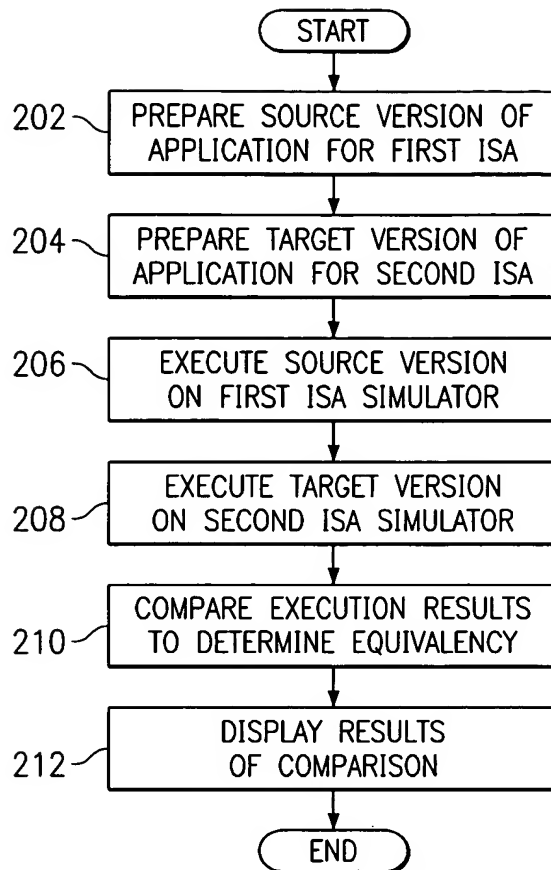 START
202
PREPARE SOURCE VERSION OF
APPLICATION FOR FIRST ISA
204
PREPARE TARGET VERSION OF
APPLICATION FOR SECOND ISA
206
EXECUTE SOURCE VERSION
ON FIRST ISA SIMULATOR
208
EXECUTE TARGET VERSION
ON SECOND ISA SIMULATOR
210
COMPARE EXECUTION RESULTS
TO DETERMINE EQUIVALENCY
212
DISPLAY RESULTS
OF COMPARISON
END